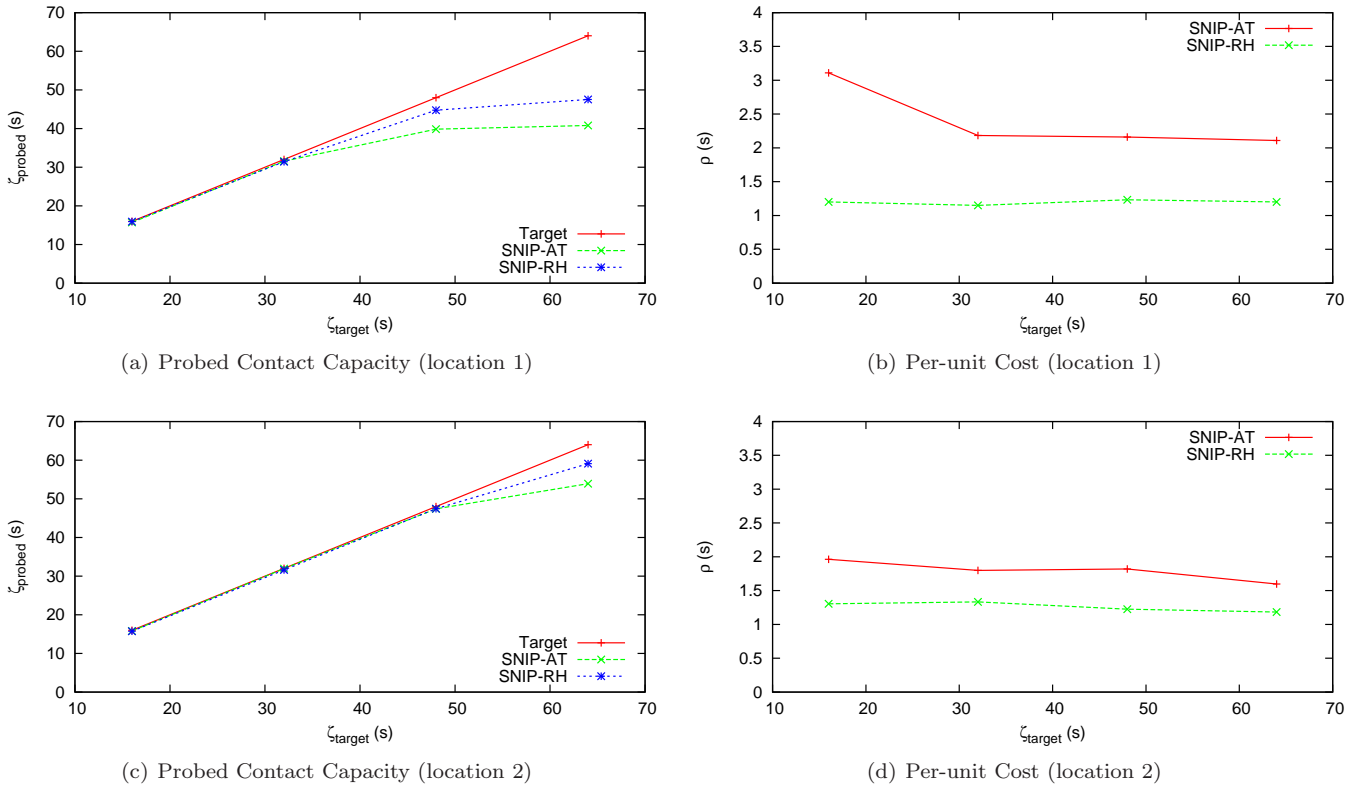 70
60
50
40
30
20
10
0
ζprobed (s)
Target
SNIP-AT
SNIP-RH
10 20 30 40 50 60 70
ζtarget (s)
(a) Probed Contact Capacity (location 1)
4
3.5
3
2.5
2
1.5
1
0.5
0
ρ (s)
SNIP-AT
SNIP-RH
10 20 30 40 50 60 70
ζtarget (s)
(b) Per-unit Cost (location 1)
70
60
50
40
30
20
10
0
ζprobed (s)
Target
SNIP-AT
SNIP-RH
10 20 30 40 50 60 70
ζtarget (s)
(c) Probed Contact Capacity (location 2)
4
3.5
3
2.5
2
1.5
1
0.5
0
ρ (s)
SNIP-AT
SNIP-RH
10 20 30 40 50 60 70
ζtarget (s)
(d) Per-unit Cost (location 2)